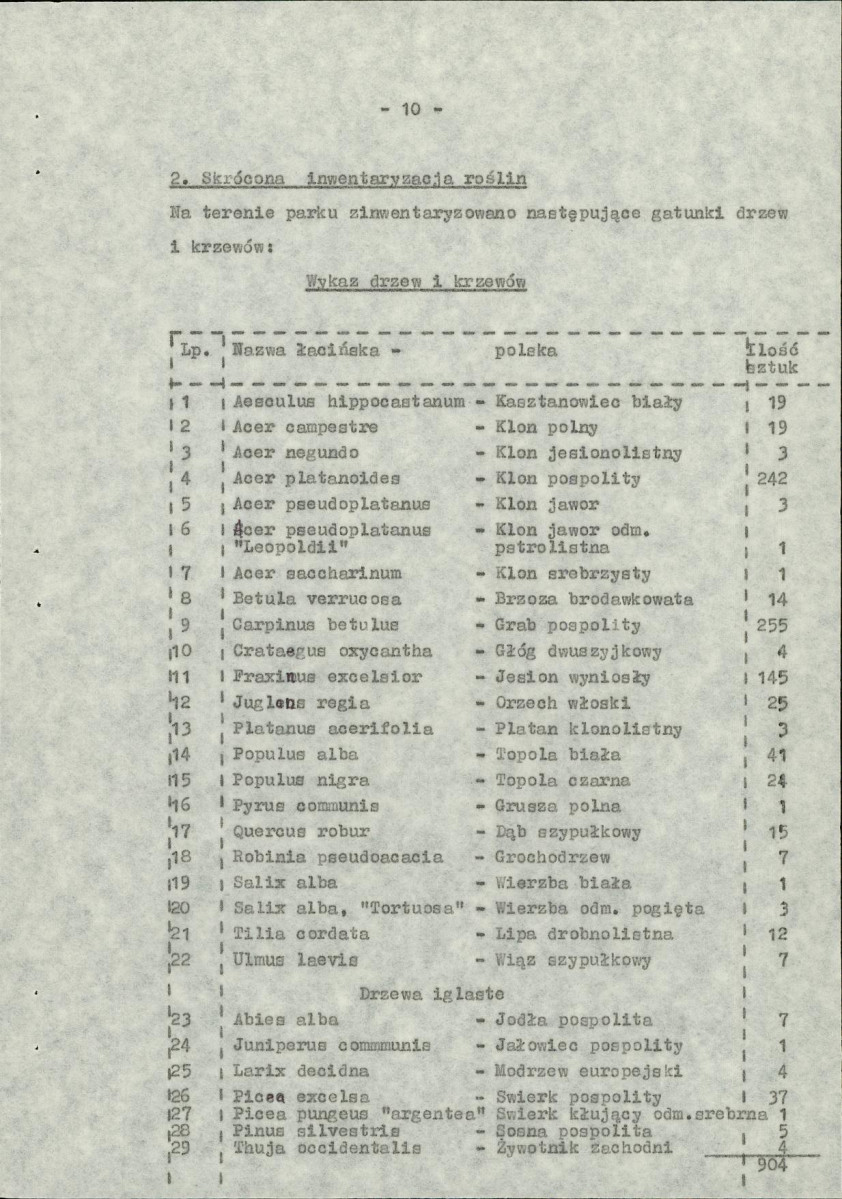 - 10 -
2. Skrócona inwentaryzacja roślin
Na terenie parku zinwentaryzowano następujące gatunki drzew
i krzewów:
Wykaz drzew i krzewów
Lp. Nazwa łacińska - polska Ilość
sztuk
1 Aesculus hippocastanum - Kasztanowiec biały 19
2 Acer campestre - Klon polny 19
3 Acer negundo - Klon jesionolistny 3
4 Acer platanoides - Klon pospolity 242
5 Acer pseudoplatanus - Klon jawor 3
6 Acer pseudoplatanus - Klon jawor odm.
"Leopoldii" pstrolistna 1
7 Acer saccharinum - Klon srebrzysty 1
8 Betula verrucosa - Brzoza brodawkowata 14
9 Carpinus betulus - Grab pospolity 255
10 Crataegus oxycantha - Głóg dwuszyjkowy 4
11 Fraxinus excelsior - Jesion wyniosły 145
12 Juglens regia - Orzech włoski 25
13 Platanus acerifolia - Platan klonolistny 3
14 Populus alba - Topola biała 41
15 Populus nigra - Topola czarna 24
16 Pyrus communis - Grusza polna 1
17 Quercus robur - Dąb szypułkowy 15
18 Robinia pseudoacacia - Grochodrzew 7
19 Salix alba - Wierzba biała 1
20 Salix alba, "Tortuosa" - Wierzba odm. pogięta 3
21 Tilia cordata - Lipa drobnolistna 12
22 Ulmus laevis - Wiąz szypułkowy 7
Drzewa iglaste
23 Abies alba - Jodła pospolita 7
24 Juniperus commmunis - Jałowiec pospolity 1
25 Larix decidna - Modrzew europejski 4
26 Picea excelsa - Swierk pospolity 37
27 Picea pungeus "argentea" Swierk kłujący odm.srebrna 1
28 Pinus silvestris - Sosna pospolita 5
29 Thuja occidentalis - Żywotnik zachodni 4
904